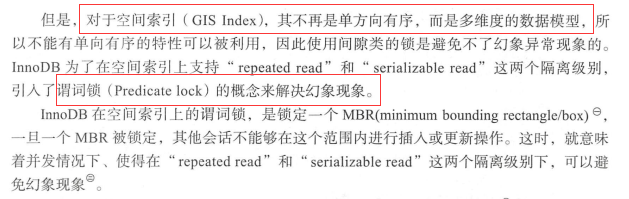 但是，对于空间索引（GIS Index），其不再是单方向有序，而是多维度的数据模型，所
以不能有单向有序的特性可以被利用，因此使用间隙类的锁是避免不了幻象异常现象的。
InnoDB 为了在空间索引上支持“repeated read”和“serializable read”这两个隔离级别，
引入了谓词锁（Predicate lock）的概念来解决幻象现象。
InnoDB 在空间索引上的谓词锁，是锁定一个 MBR(minimum bounding rectangle/box) ㊀，
一旦一个 MBR 被锁定，其他会话不能够在这个范围内进行插入或更新操作。这时，就意味
着并发情况下、使得在“repeated read”和“serializable read”这两个隔离级别下，可以避
免幻象现象㊁。